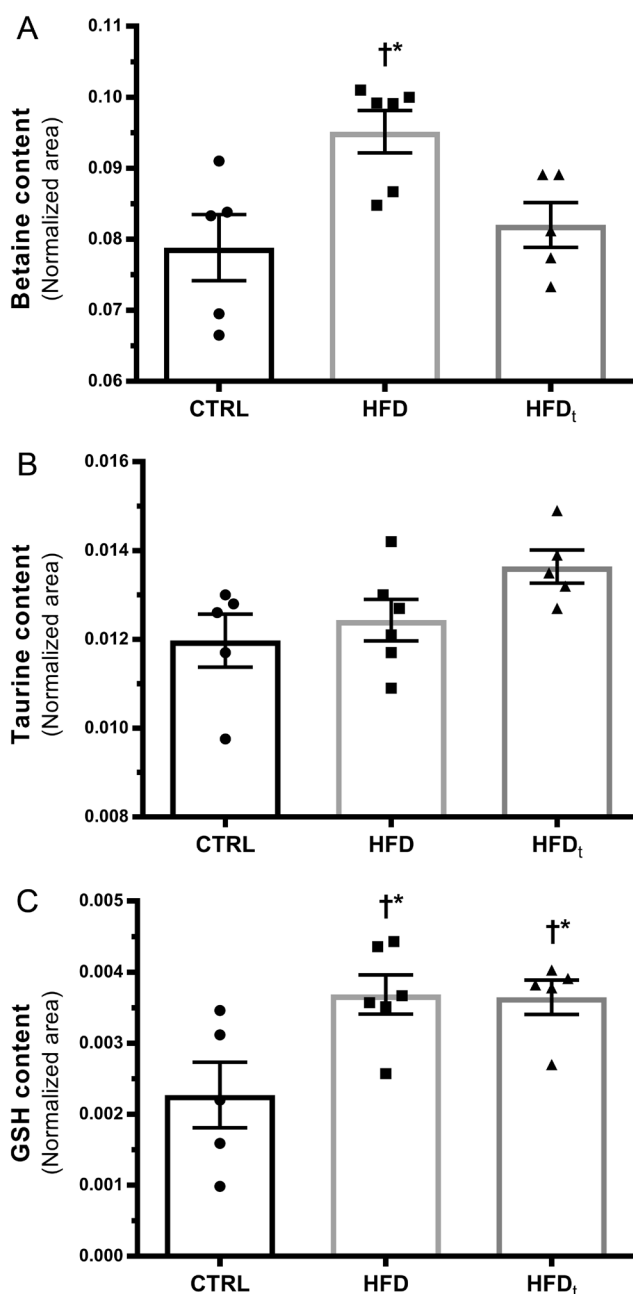 A
Betaine content
(Normalized area)
0.11
0.10
0.09
0.08
0.07
0.06
†*
CTRL HFD HFDt
B
Taurine content
(Normalized area)
0.016
0.014
0.012
0.010
0.008
CTRL HFD HFDt
C
GSH content
(Normalized area)
0.005
0.004
0.003
0.002
0.001
0.000
†*
†*
CTRL HFD HFDt